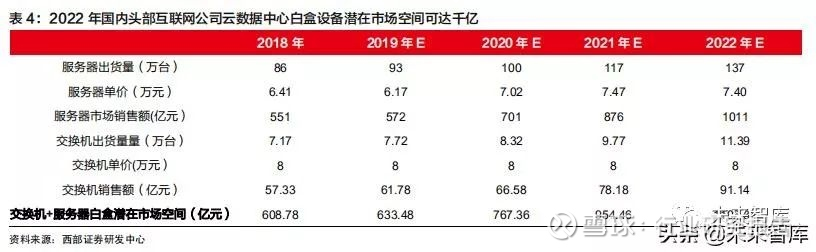 表 4：2022 年国内头部互联网公司云数据中心白盒设备潜在市场空间可达千亿
2018 年 2019 年 E 2020 年 E 2021 年 E 2022 年 E
服务器出货量（万台） 86 93 100 117 137
服务器单价（万元） 6.41 6.17 7.02 7.47 7.40
服务器市场销售额(亿元) 551 572 701 876 1011
交换机出货量量（万台） 7.17 7.72 8.32 9.77 11.39
交换机单价(万元） 8 8 8 8 8
交换机销售额（亿元） 57.33 61.78 66.58 78.18 91.14
交换机+服务器白盒潜在市场空间（亿元） 608.78 633.48 767.36 954.46
资料来源：西部证券研发中心
头条 @未来智库